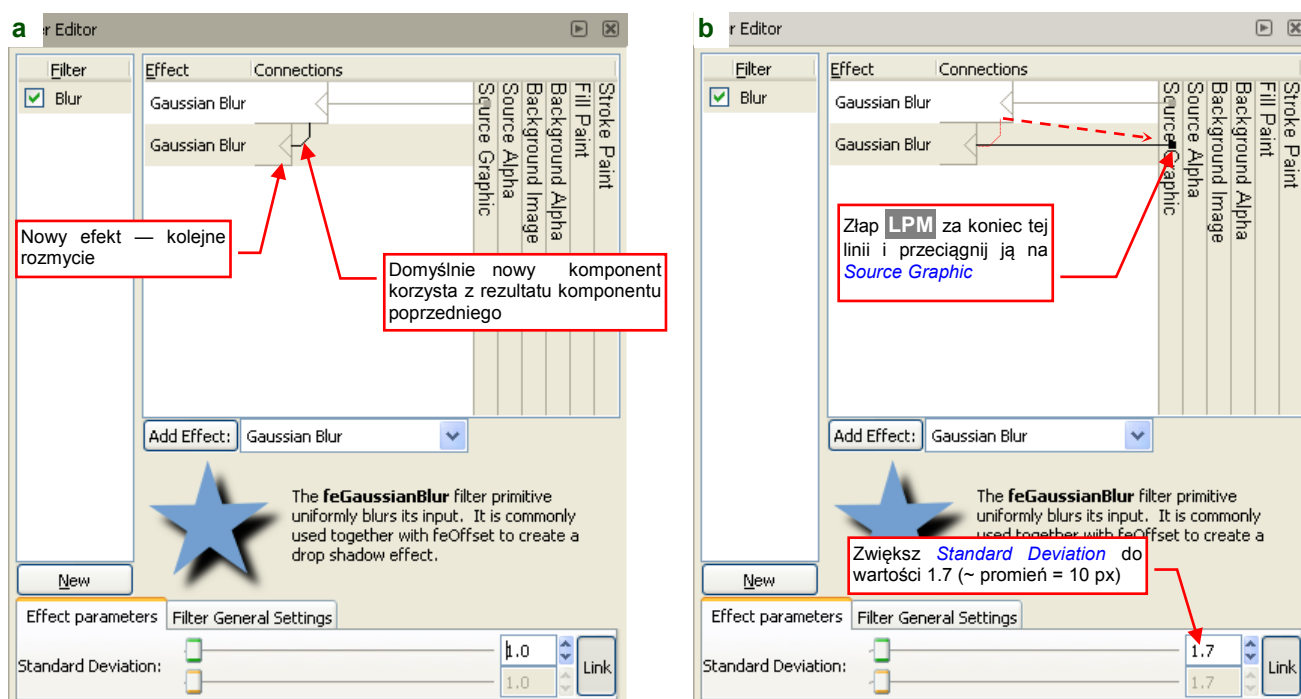 a
r Editor
Filter
Effect
Connections
Blur
Gaussian Blur
Gaussian Blur
Source Graphic
Source Alpha
Background Image
Background Alpha
Fill Paint
Stroke Paint
Nowy efekt — kolejne
rozmycie
Domyślnie nowy komponent
korzysta z rezultatu komponentu
poprzedniego
Add Effect:
Gaussian Blur
The feGaussianBlur filter primitive
uniformly blurs its input. It is commonly
used together with feOffset to create a
drop shadow effect.
New
Effect parameters
Filter General Settings
Standard Deviation:
1.0
1.0
Link
b
r Editor
Filter
Effect
Connections
Blur
Gaussian Blur
Gaussian Blur
Source Graphic
Source Alpha
Background Image
Background Alpha
Fill Paint
Stroke Paint
Złap LPM za koniec tej
linii i przeciągnij ją na
Source Graphic
Add Effect:
Gaussian Blur
The feGaussianBlur filter primitive
uniformly blurs its input. It is commonly
used together with feOffset to create a
Zwiększ Standard Deviation do
wartości 1.7 (~ promień = 10 px)
New
Effect parameters
Filter General Settings
Standard Deviation:
1.7
1.7
Link